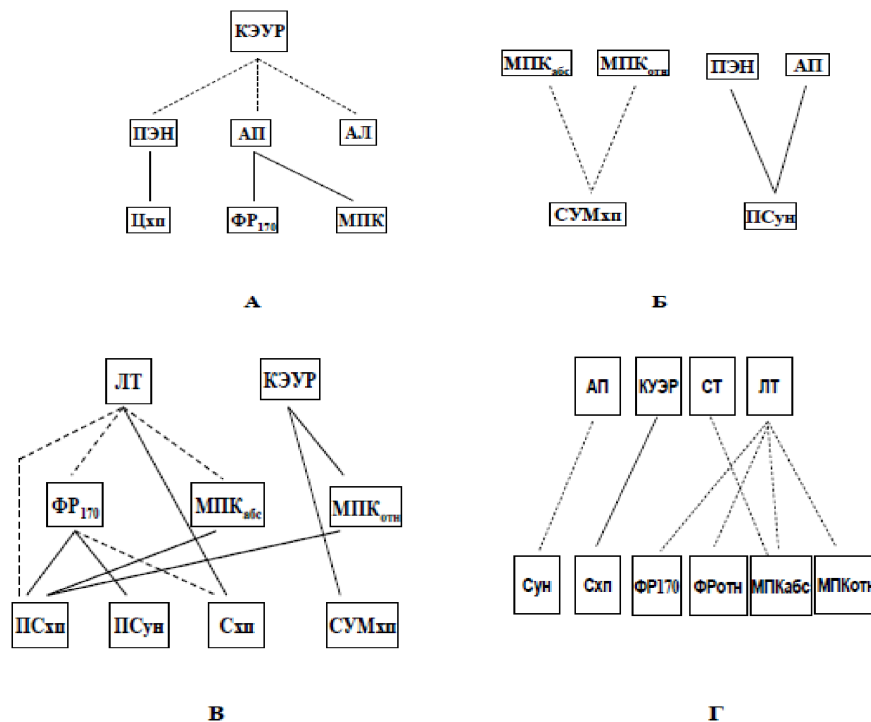 КЭУР
ПЭН АП АЛ
Цхп ФР₁₇₀ МПК
А
МПКабс МПКотн ПЭН АП
СУМхп ПСун
Б
ЛТ КЭУР
ФР₁₇₀ МПКабс МПКотн
ПСхп ПСун Схп СУМхп
В
АП КУЭР СТ ЛТ
Сун Схп ФР170 ФРотн МПКабс МПКотн
Г